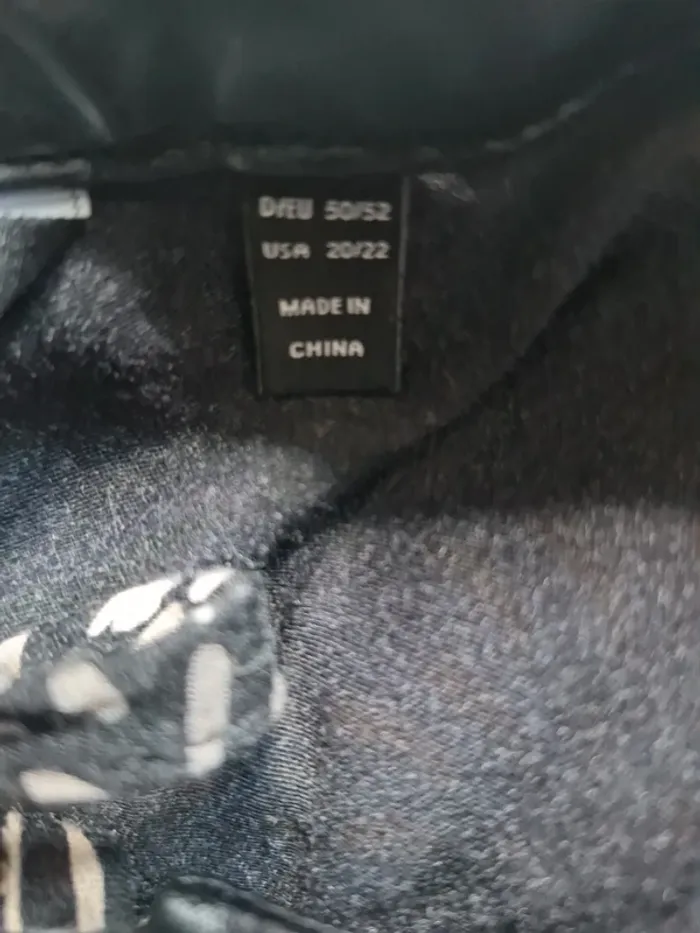 D/EU 50/52
USA 20/22
MADE IN
CHINA